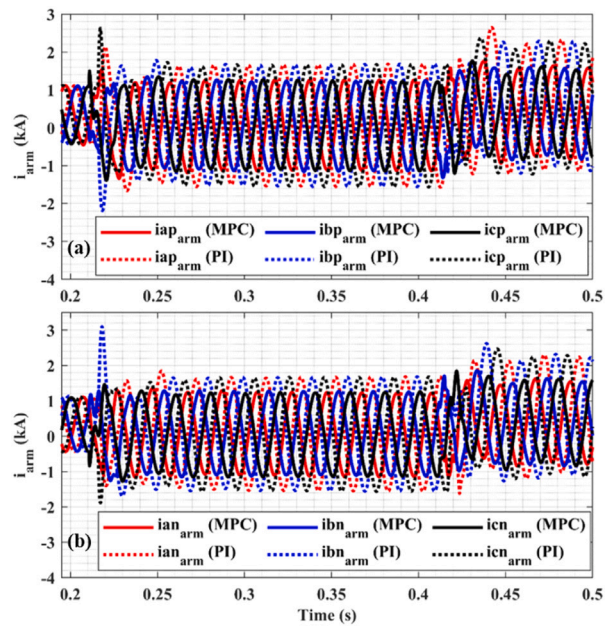 3
2
1
0
-1
-2
-3
-4
i_arm (kA)
(a)
iap_arm (MPC) ibp_arm (MPC) icp_arm (MPC)
iap_arm (PI) ibp_arm (PI) icp_arm (PI)
0.2 0.25 0.3 0.35 0.4 0.45 0.5
3
2
1
0
-1
-2
-3
-4
i_arm (kA)
(b)
ian_arm (MPC) ibn_arm (MPC) icn_arm (MPC)
ian_arm (PI) ibn_arm (PI) icn_arm (PI)
0.2 0.25 0.3 0.35 0.4 0.45 0.5
Time (s)